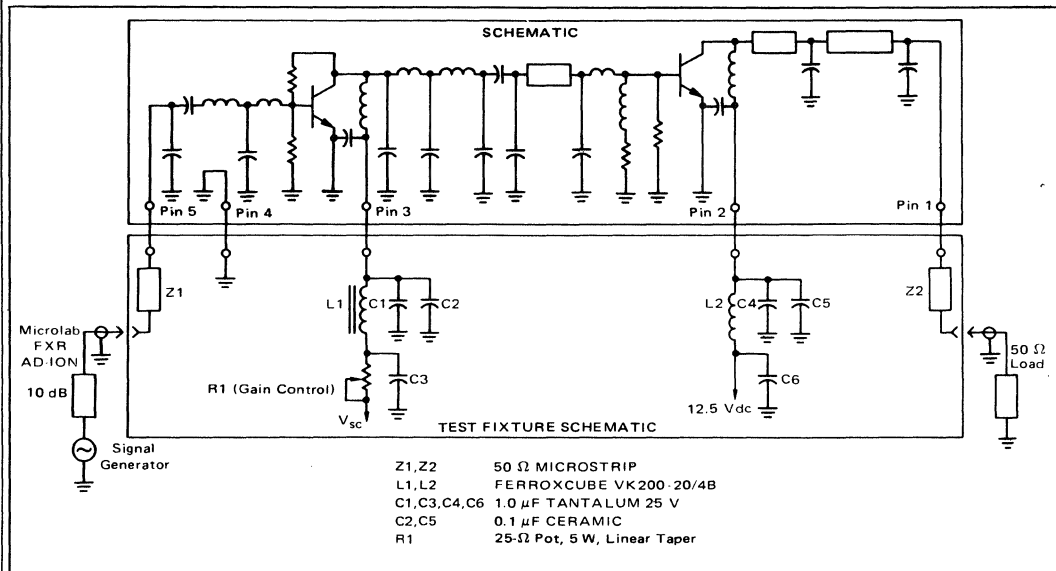 SCHEMATIC
Pin 5
Pin 4
Pin 3
Pin 2
Pin 1
Z1
L1
C1
C2
L2
C4
C5
Z2
Microlab
FXR
AD-ION
10 dB
R1 (Gain Control)
C3
C6
50 Ω
Load
Vsc
12.5 Vdc
TEST FIXTURE SCHEMATIC
Signal
Generator
Z1,Z2 50 Ω MICROSTRIP
L1,L2 FERROXCUBE VK200-20/4B
C1,C3,C4,C6 1.0 μF TANTALUM 25 V
C2,C5 0.1 μF CERAMIC
R1 25-Ω Pot, 5 W, Linear Taper